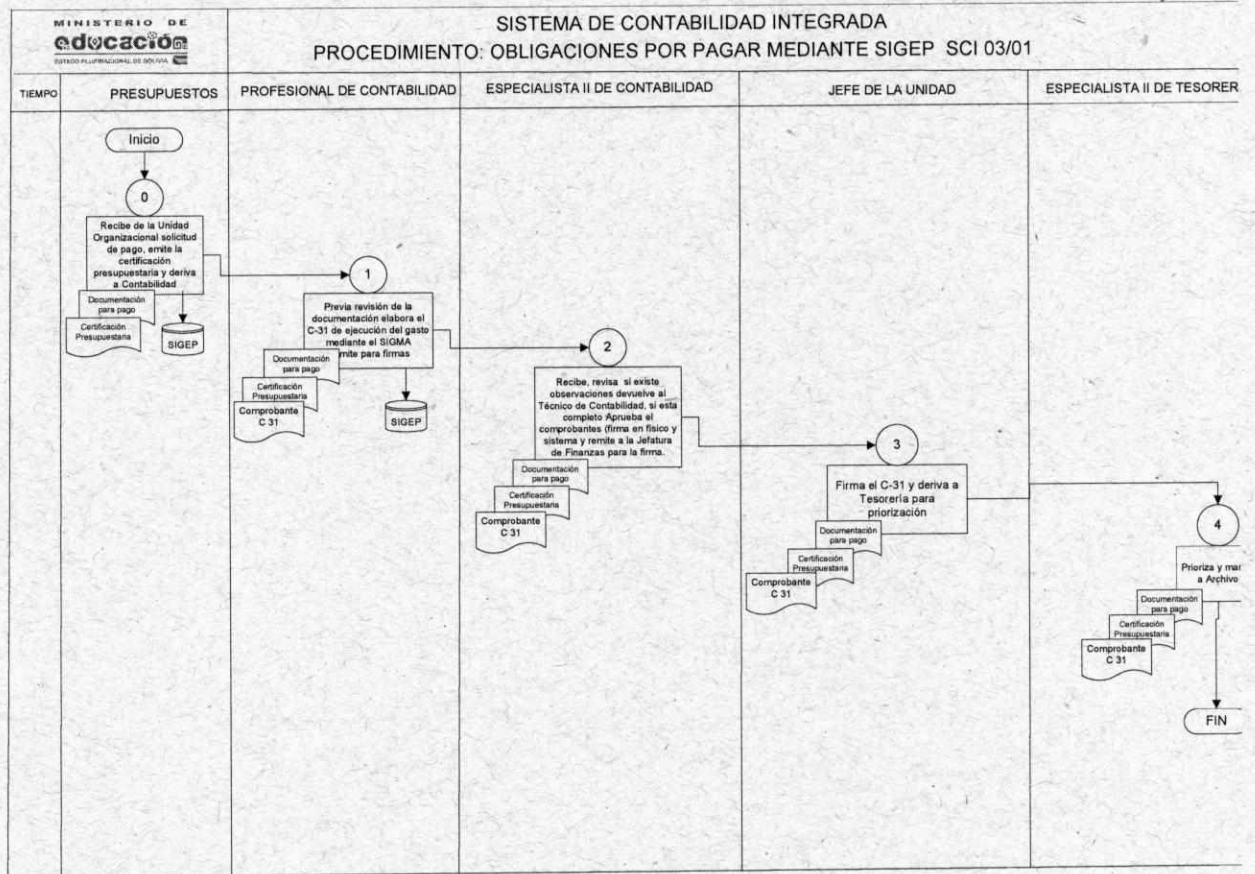 MINISTERIO DE
educación
ESTADO PLURINACIONAL DE BOLIVIA
SISTEMA DE CONTABILIDAD INTEGRADA
PROCEDIMIENTO: OBLIGACIONES POR PAGAR MEDIANTE SIGEP SCI 03/01
TIEMPO
PRESUPUESTOS
PROFESIONAL DE CONTABILIDAD
ESPECIALISTA II DE CONTABILIDAD
JEFE DE LA UNIDAD
ESPECIALISTA II DE TESORER
Inicio
0
Recibe de la Unidad
Organizacional solicitud
de pago, emite la
certificación
presupuestaria y deriva
a Contabilidad
Documentación
para pago
Certificación
Presupuestaria
SIGEP
1
Previa revisión de la
documentación elabora el
C-31 de ejecución del gasto
mediante el SIGMA
mite para firmas
Documentación
para pago
Certificación
Presupuestaria
Comprobante
C 31
SIGEP
2
Recibe, revisa si existe
observaciones devuelve al
Técnico de Contabilidad, si esta
completo Aprueba el
comprobantes (firma en físico y
sistema y remite a la Jefatura
de Finanzas para la firma.
Documentación
para pago
Certificación
Presupuestaria
Comprobante
C 31
3
Firma el C-31 y deriva a
Tesorería para
priorización
Documentación
para pago
Certificación
Presupuestaria
Comprobante
C 31
4
Prioriza y mar
a Archivo
Documentación
para pago
Certificación
Presupuestaria
Comprobante
C 31
FIN